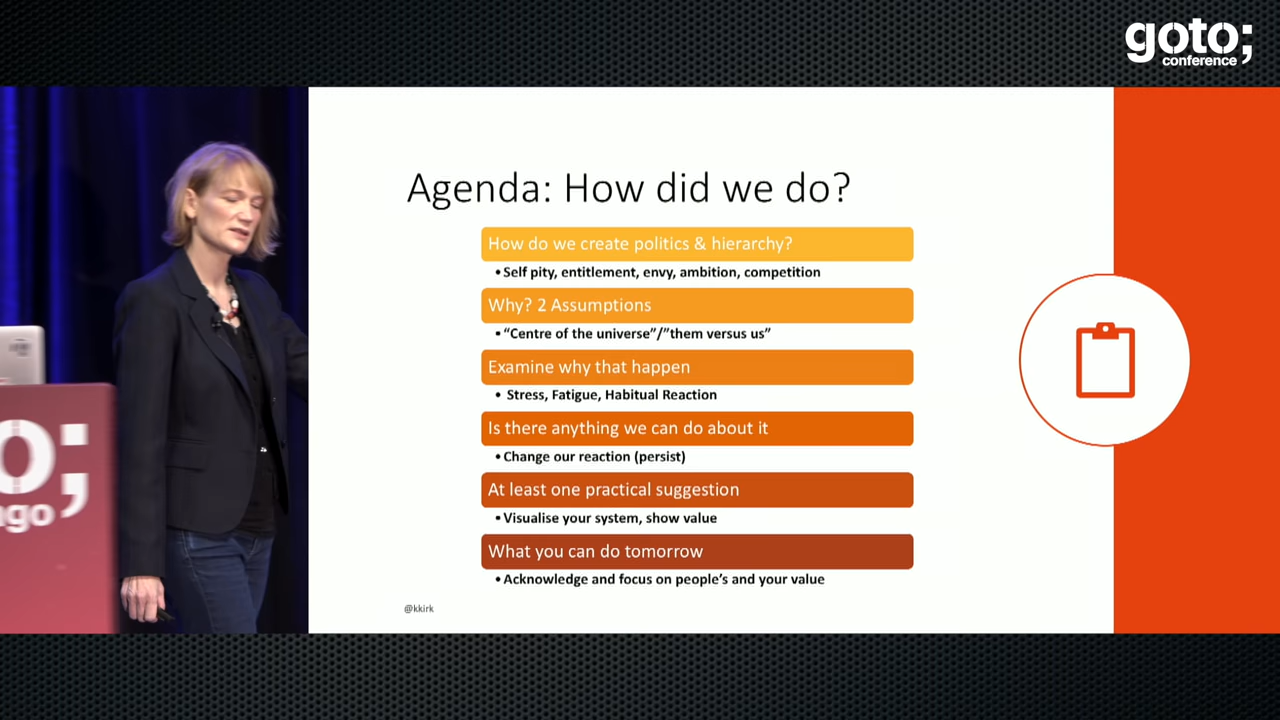 goto;
conference
Agenda: How did we do?
How do we create politics & hierarchy?
• Self pity, entitlement, envy, ambition, competition
Why? 2 Assumptions
• “Centre of the universe”/”them versus us”
Examine why that happen
• Stress, Fatigue, Habitual Reaction
Is there anything we can do about it
• Change our reaction (persist)
At least one practical suggestion
• Visualise your system, show value
What you can do tomorrow
• Acknowledge and focus on people’s and your value
@kkirk
o;
ago